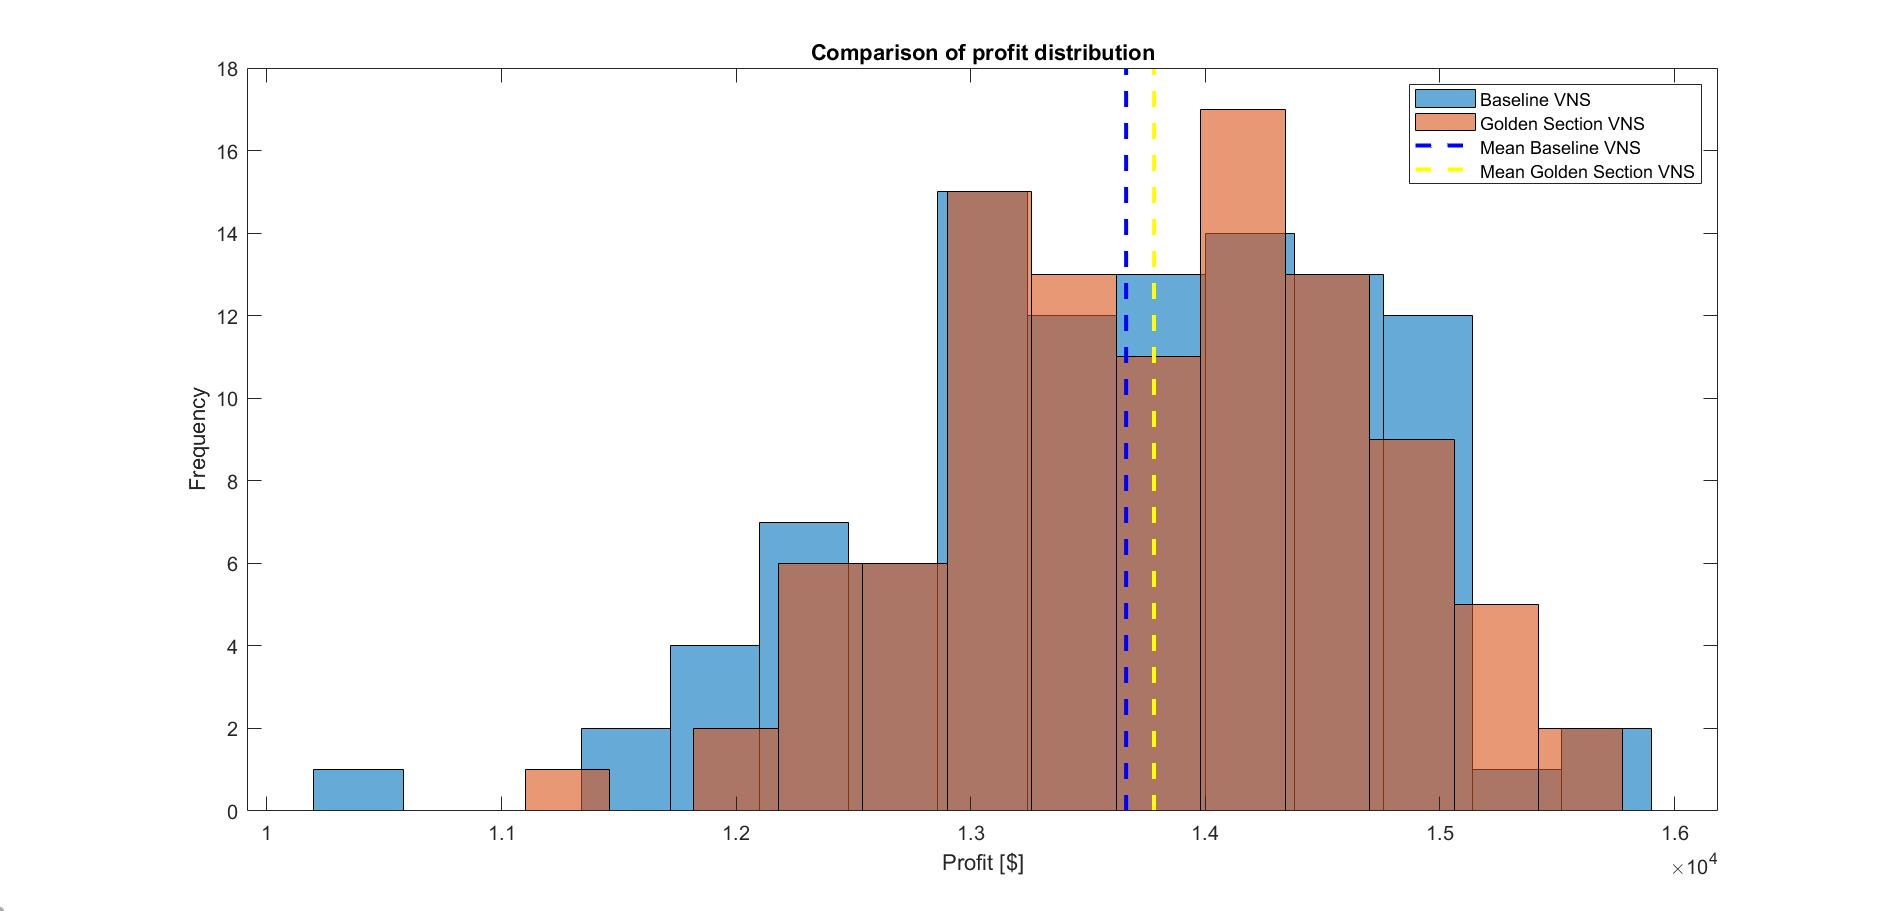 Comparison of profit distribution
18
16
14
12
10
8
6
4
2
0
Frequency
Baseline VNS
Golden Section VNS
Mean Baseline VNS
Mean Golden Section VNS
1 1.1 1.2 1.3 1.4 1.5 1.6
×10⁴
Profit [$]